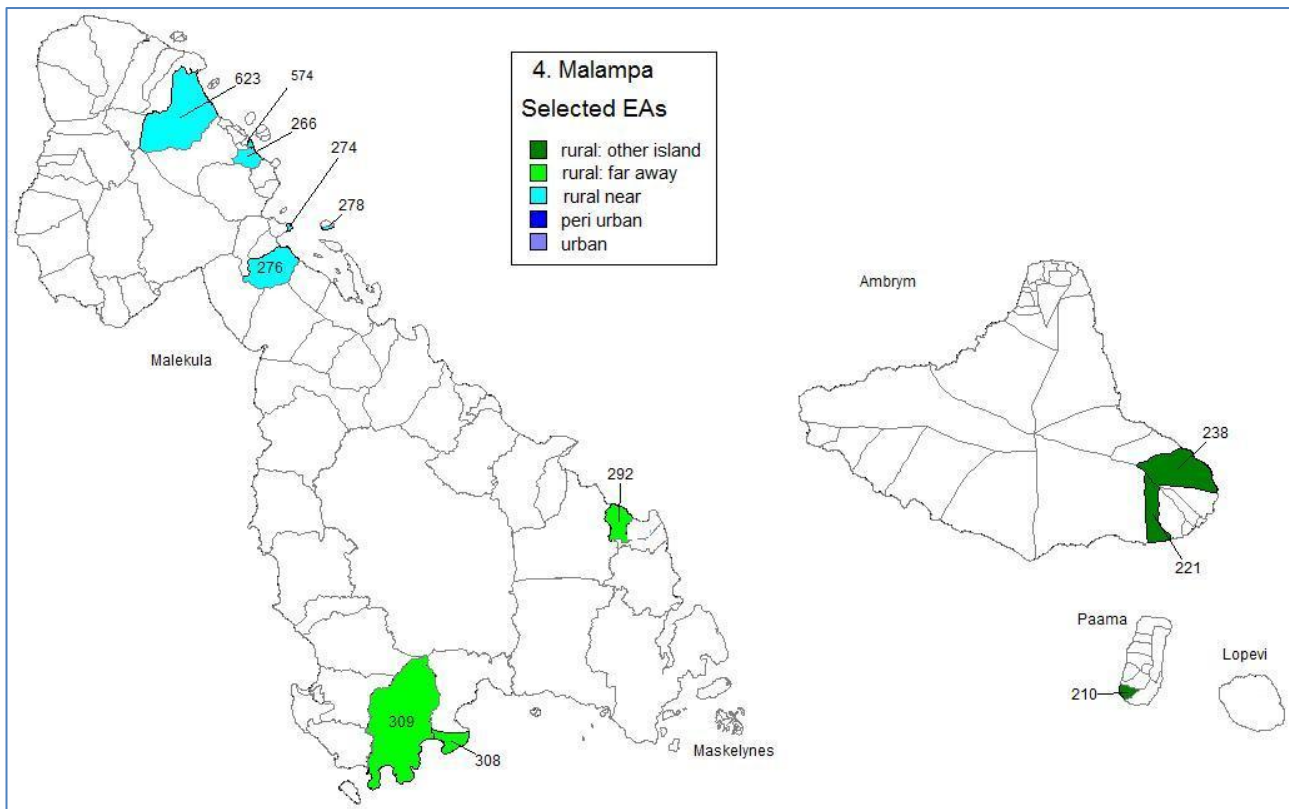 4. Malampa
Selected EAs
rural: other island
rural: far away
rural near
peri urban
urban
623
574
266
274
278
276
Malekula
Ambrym
292
238
221
309
308
Maskelynes
Paama
Lopevi
210